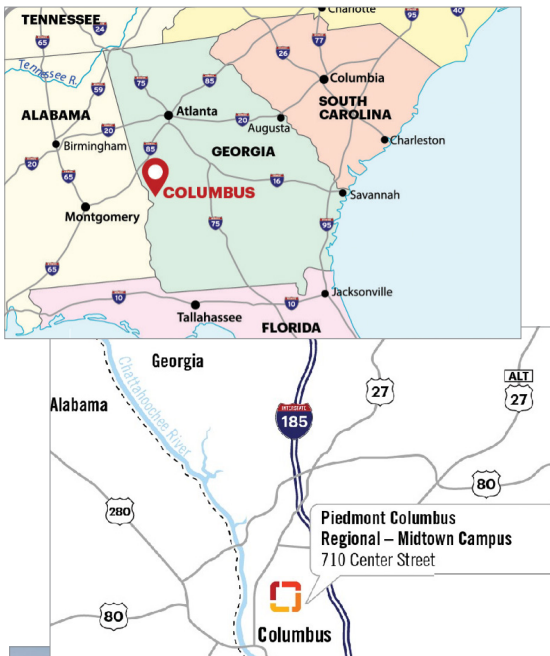 Charlotte
TENNESSEE
24
95
40
65
77
26
Tennessee R.
59
75
85
Columbia
SOUTH
CAROLINA
ALABAMA
Atlanta
20
Augusta
20
Birmingham
85
GEORGIA
Charleston
20
65
COLUMBUS
16
Savannah
Montgomery
75
95
65
10
10
Jacksonville
Tallahassee
FLORIDA
Georgia
Alabama
Chattahoochee River
INTERSTATE
185
27
ALT
27
80
280
Piedmont Columbus
Regional – Midtown Campus
710 Center Street
80
Columbus